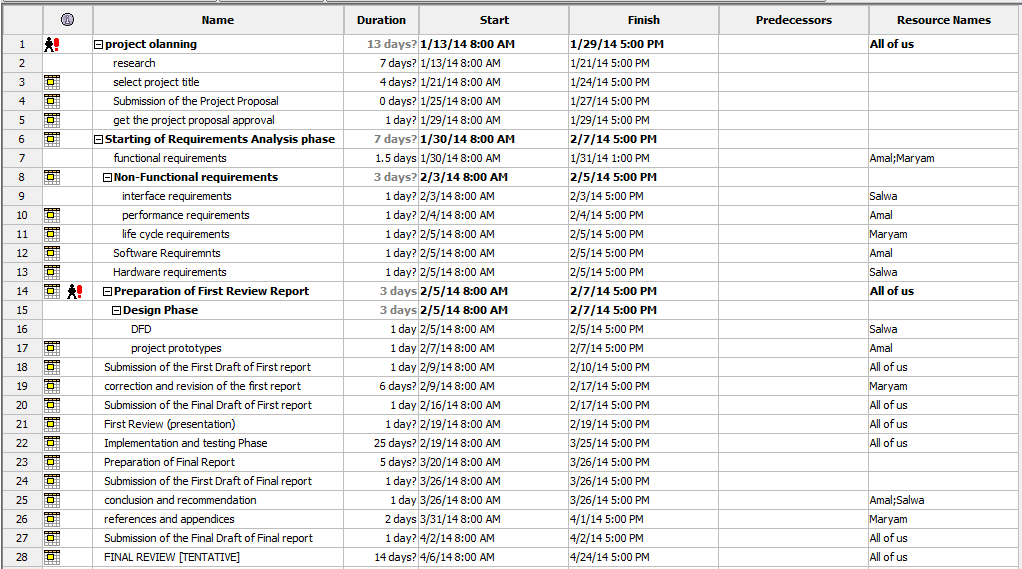 Name Duration Start Finish Predecessors Resource Names
1 project olanning 13 days? 1/13/14 8:00 AM 1/29/14 5:00 PM All of us
2 research 7 days? 1/13/14 8:00 AM 1/21/14 5:00 PM
3 select project title 4 days? 1/21/14 8:00 AM 1/24/14 5:00 PM
4 Submission of the Project Proposal 0 days? 1/25/14 8:00 AM 1/27/14 5:00 PM
5 get the project proposal approval 1 day? 1/29/14 8:00 AM 1/29/14 5:00 PM
6 Starting of Requirements Analysis phase 7 days? 1/30/14 8:00 AM 2/7/14 5:00 PM
7 functional requirements 1.5 days 1/30/14 8:00 AM 1/31/14 1:00 PM Amal;Maryam
8 Non-Functional requirements 3 days? 2/3/14 8:00 AM 2/5/14 5:00 PM
9 interface requirements 1 day? 2/3/14 8:00 AM 2/3/14 5:00 PM Salwa
10 performance requirements 1 day? 2/4/14 8:00 AM 2/4/14 5:00 PM Amal
11 life cycle requirements 1 day? 2/5/14 8:00 AM 2/5/14 5:00 PM Maryam
12 Software Requiremnts 1 day? 2/5/14 8:00 AM 2/5/14 5:00 PM Amal
13 Hardware requirements 1 day? 2/5/14 8:00 AM 2/5/14 5:00 PM Salwa
14 Preparation of First Review Report 3 days 2/5/14 8:00 AM 2/7/14 5:00 PM All of us
15 Design Phase 3 days 2/5/14 8:00 AM 2/7/14 5:00 PM
16 DFD 1 day 2/5/14 8:00 AM 2/5/14 5:00 PM Salwa
17 project prototypes 1 day 2/7/14 8:00 AM 2/7/14 5:00 PM Amal
18 Submission of the First Draft of First report 1 day 2/9/14 8:00 AM 2/10/14 5:00 PM All of us
19 correction and revision of the first report 6 days? 2/9/14 8:00 AM 2/17/14 5:00 PM Maryam
20 Submission of the Final Draft of First report 1 day 2/16/14 8:00 AM 2/17/14 5:00 PM All of us
21 First Review (presentation) 1 day? 2/19/14 8:00 AM 2/19/14 5:00 PM All of us
22 Implementation and testing Phase 25 days? 2/19/14 8:00 AM 3/25/14 5:00 PM All of us
23 Preparation of Final Report 5 days? 3/20/14 8:00 AM 3/26/14 5:00 PM
24 Submission of the First Draft of Final report 1 day? 3/26/14 8:00 AM 3/26/14 5:00 PM
25 conclusion and recommendation 1 day 3/26/14 8:00 AM 3/26/14 5:00 PM Amal;Salwa
26 references and appendices 2 days 3/31/14 8:00 AM 4/1/14 5:00 PM Maryam
27 Submission of the Final Draft of Final report 1 day? 4/2/14 8:00 AM 4/2/14 5:00 PM All of us
28 FINAL REVIEW [TENTATIVE] 14 days? 4/6/14 8:00 AM 4/24/14 5:00 PM All of us